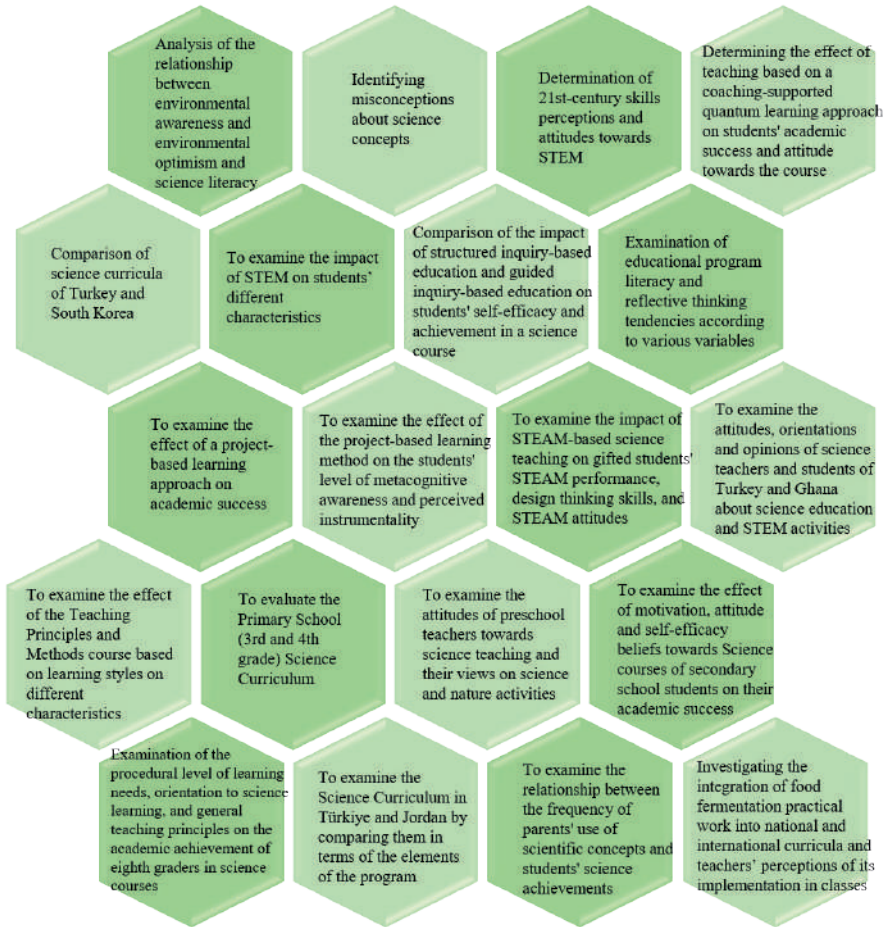 Analysis of the
relationship
between
environmental
awareness and
environmental
optimism and
science literacy
Identifying
misconceptions
about science
concepts
Determination of
21st-century skills
perceptions and
attitudes towards
STEM
Determining the effect of
teaching based on a
coaching-supported
quantum learning approach
on students' academic
success and attitude
towards the course
Comparison of
science curricula
of Turkey and
South Korea
To examine the impact
of STEM on students’
different
characteristics
Comparison of the impact
of structured inquiry-based
education and guided
inquiry-based education on
students' self-efficacy and
achievement in a science
course
Examination of
educational program
literacy and
reflective thinking
tendencies according
to various variables
To examine the
effect of a project-
based learning
approach on
academic success
To examine the effect of
the project-based learning
method on the students'
level of metacognitive
awareness and perceived
instrumentality
To examine the impact of
STEAM-based science
teaching on gifted students'
STEAM performance,
design thinking skills, and
STEAM attitudes
To examine the
attitudes, orientations
and opinions of science
teachers and students of
Turkey and Ghana
about science education
and STEM activities
To examine the effect
of the Teaching
Principles and
Methods course based
on learning styles on
different
characteristics
To evaluate the
Primary School
(3rd and 4th
grade) Science
Curriculum
To examine the
attitudes of preschool
teachers towards
science teaching and
their views on science
and nature activities
To examine the effect
of motivation, attitude
and self-efficacy
beliefs towards Science
courses of secondary
school students on their
academic success
Examination of the
procedural level of learning
needs, orientation to science
learning, and general
teaching principles on the
academic achievement of
eighth graders in science
courses
To examine the
Science Curriculum in
Türkiye and Jordan by
comparing them in
terms of the elements
of the program
To examine the
relationship between
the frequency of
parents' use of
scientific concepts and
students' science
achievements
Investigating the
integration of food
fermentation practical
work into national and
international curricula and
teachers’ perceptions of its
implementation in classes